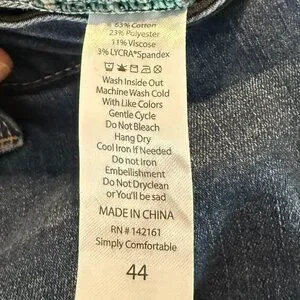 63% Cotton
23% Polyester
11% Viscose
3% LYCRA®Spandex
Wash Inside Out
Machine Wash Cold
With Like Colors
Gentle Cycle
Do Not Bleach
Hang Dry
Cool Iron If Needed
Do not Iron
Embellishment
Do Not Dryclean
or You'll be sad
MADE IN CHINA
RN # 142161
Simply Comfortable
44